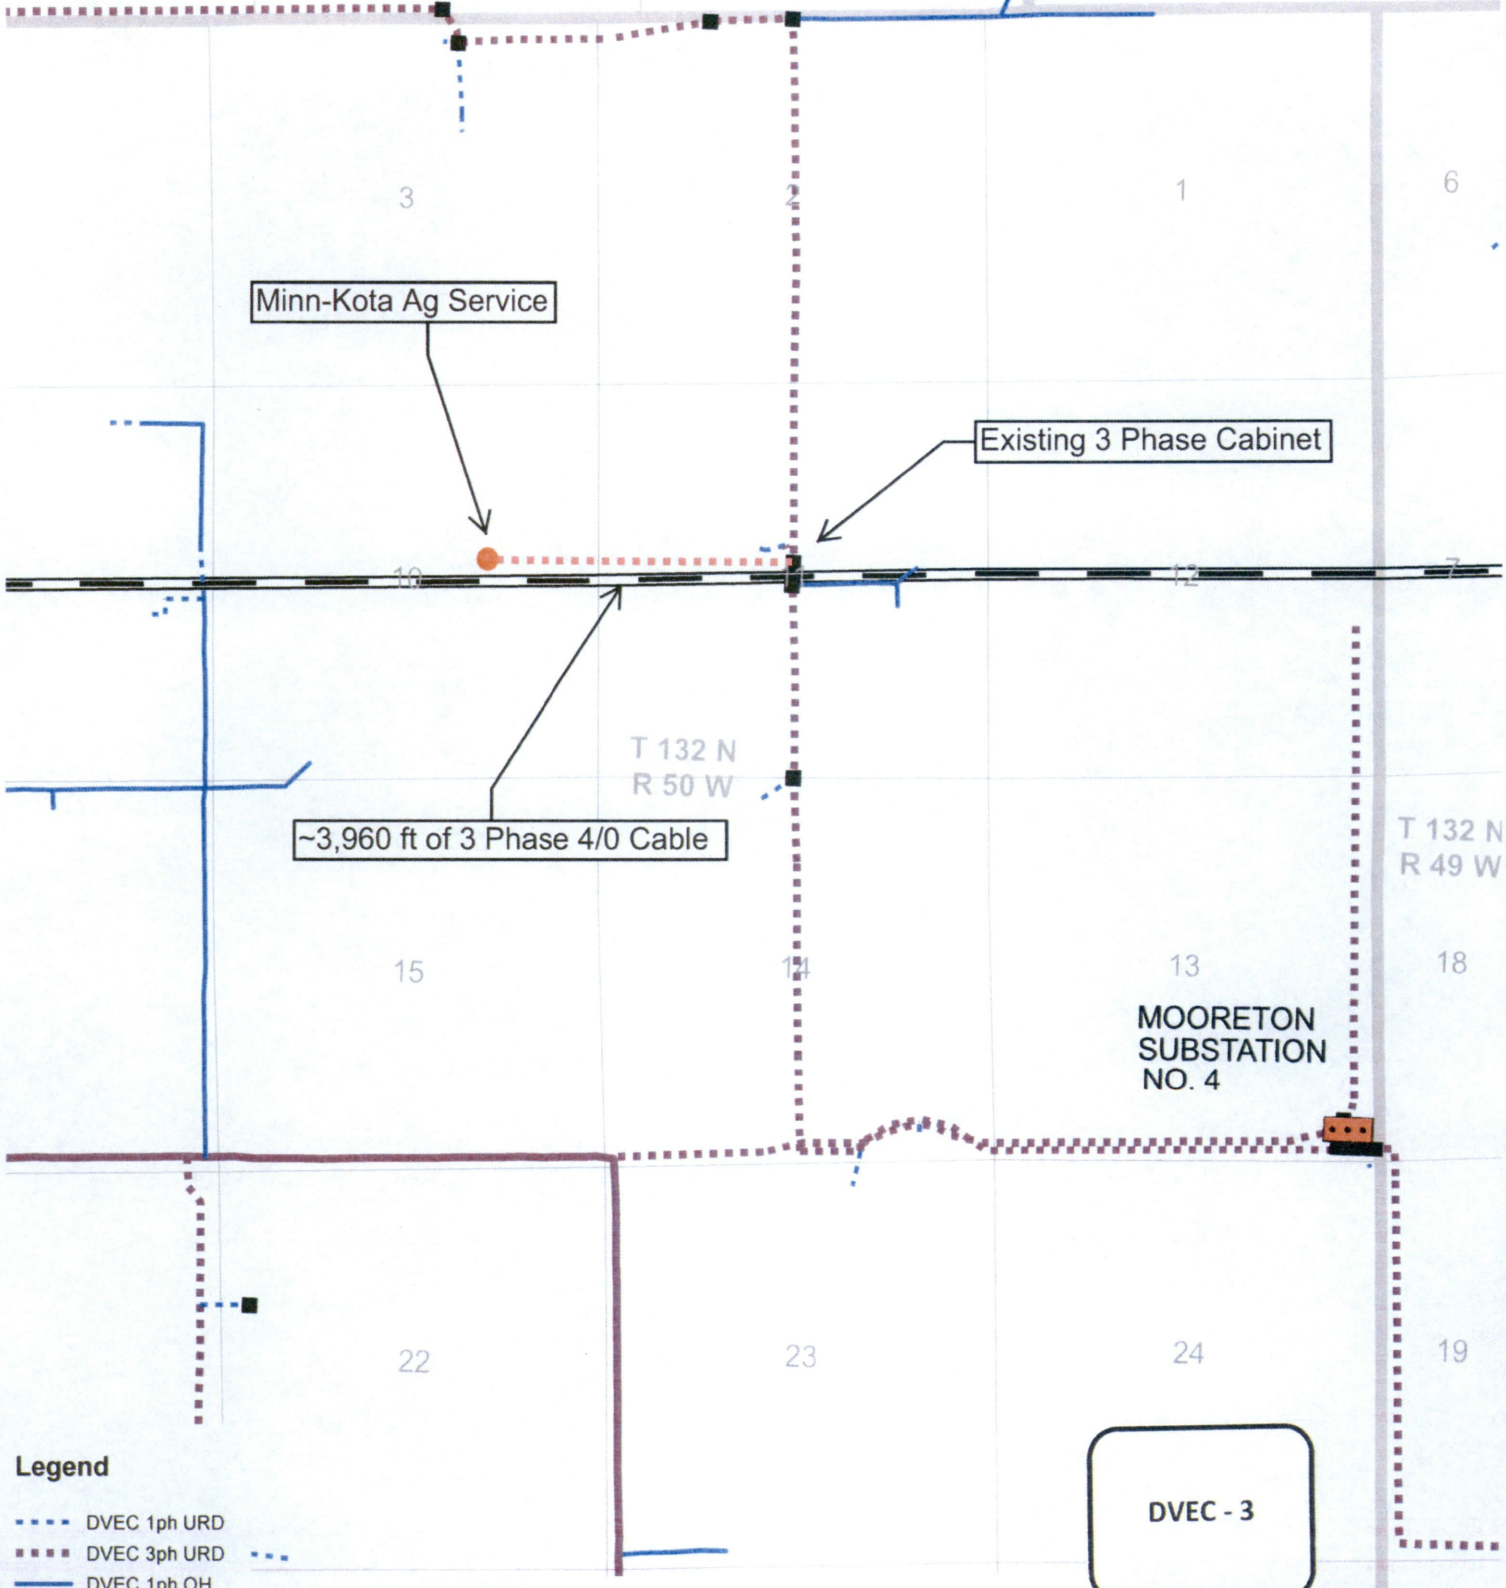 3
2
1
6
Minn-Kota Ag Service
Existing 3 Phase Cabinet
10
12
7
T 132 N
R 50 W
~3,960 ft of 3 Phase 4/0 Cable
T 132 N
R 49 W
15
14
13
18
MOORETON
SUBSTATION
NO. 4
22
23
24
19
Legend
DVEC 1ph URD
DVEC 3ph URD
DVEC 1ph OH
DVEC - 3